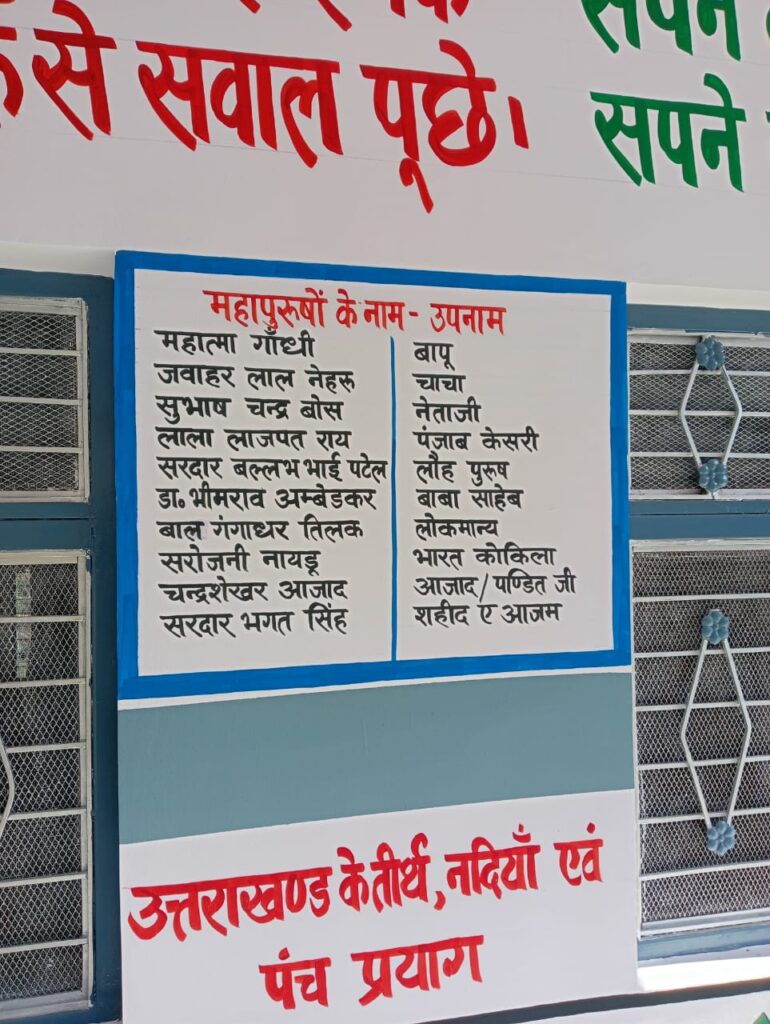 से सवाल पूछे।
सपने
सपने
महापुरूषों के नाम - उपनाम
महात्मा गाँधी बापू
जवाहर लाल नेहरू चाचा
सुभाष चन्द्र बोस नेताजी
लाला लाजपत राय पंजाब केसरी
सरदार बल्लभ भाई पटेल लौह पुरूष
डा॰ भीमराव अम्बेडकर बाबा साहेब
बाल गंगाधर तिलक लोकमान्य
सरोजनी नायडू भारत कोकिला
चन्द्रशेखर आजाद आजाद/पण्डित जी
सरदार भगत सिंह शहीद ए आजम
उत्तराखण्ड के तीर्थ, नदियाँ एवं
पंच प्रयाग